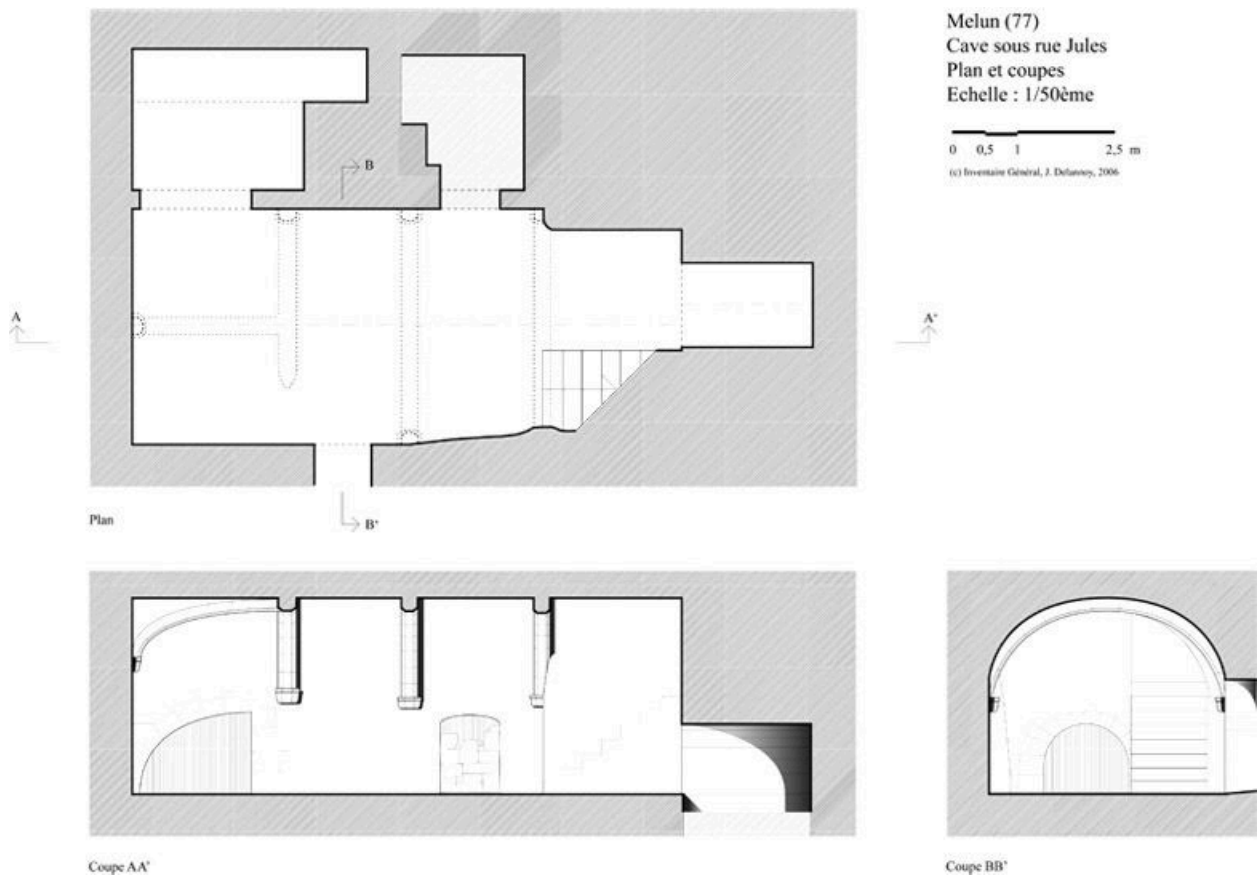 Melun (77)
Cave sous rue Jules
Plan et coupes
Echelle : 1/50ème
0 0,5 1 2,5 m
(c) Inventaire Général, J. Delannoy, 2006
B
A
A'
B'
Plan
Coupe AA'
Coupe BB'